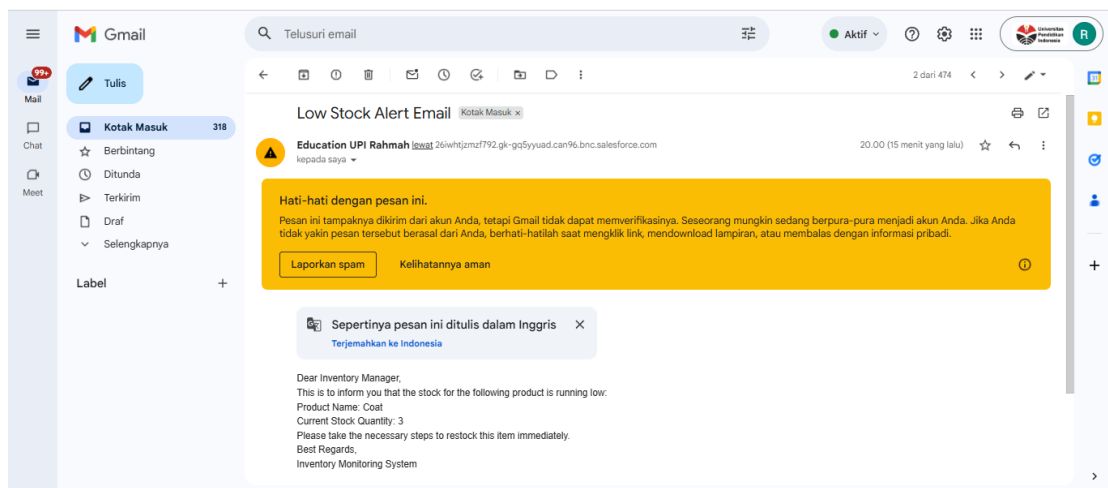 Gmail
Telusuri email
Aktif
Universitas
Pendidikan
Indonesia
R
99+
Mail
Chat
Meet
Tulis
Kotak Masuk 318
Berbintang
Ditunda
Terkirim
Draf
Selengkapnya
Label
2 dari 474
Low Stock Alert Email Kotak Masuk x
Education UPI Rahmah lewat 26iwhtjzmzf792.gk-gq5yyuad.can96.bnc.salesforce.com 20.00 (15 menit yang lalu)
kepada saya
Hati-hati dengan pesan ini.
Pesan ini tampaknya dikirim dari akun Anda, tetapi Gmail tidak dapat memverifikasinya. Seseorang mungkin sedang berpura-pura menjadi akun Anda. Jika Anda
tidak yakin pesan tersebut berasal dari Anda, berhati-hatilah saat mengklik link, mendownload lampiran, atau membalas dengan informasi pribadi.
Laporkan spam Kelihatannya aman
Sepertinya pesan ini ditulis dalam Inggris
Terjemahkan ke Indonesia
Dear Inventory Manager,
This is to inform you that the stock for the following product is running low:
Product Name: Coat
Current Stock Quantity: 3
Please take the necessary steps to restock this item immediately.
Best Regards,
Inventory Monitoring System
31